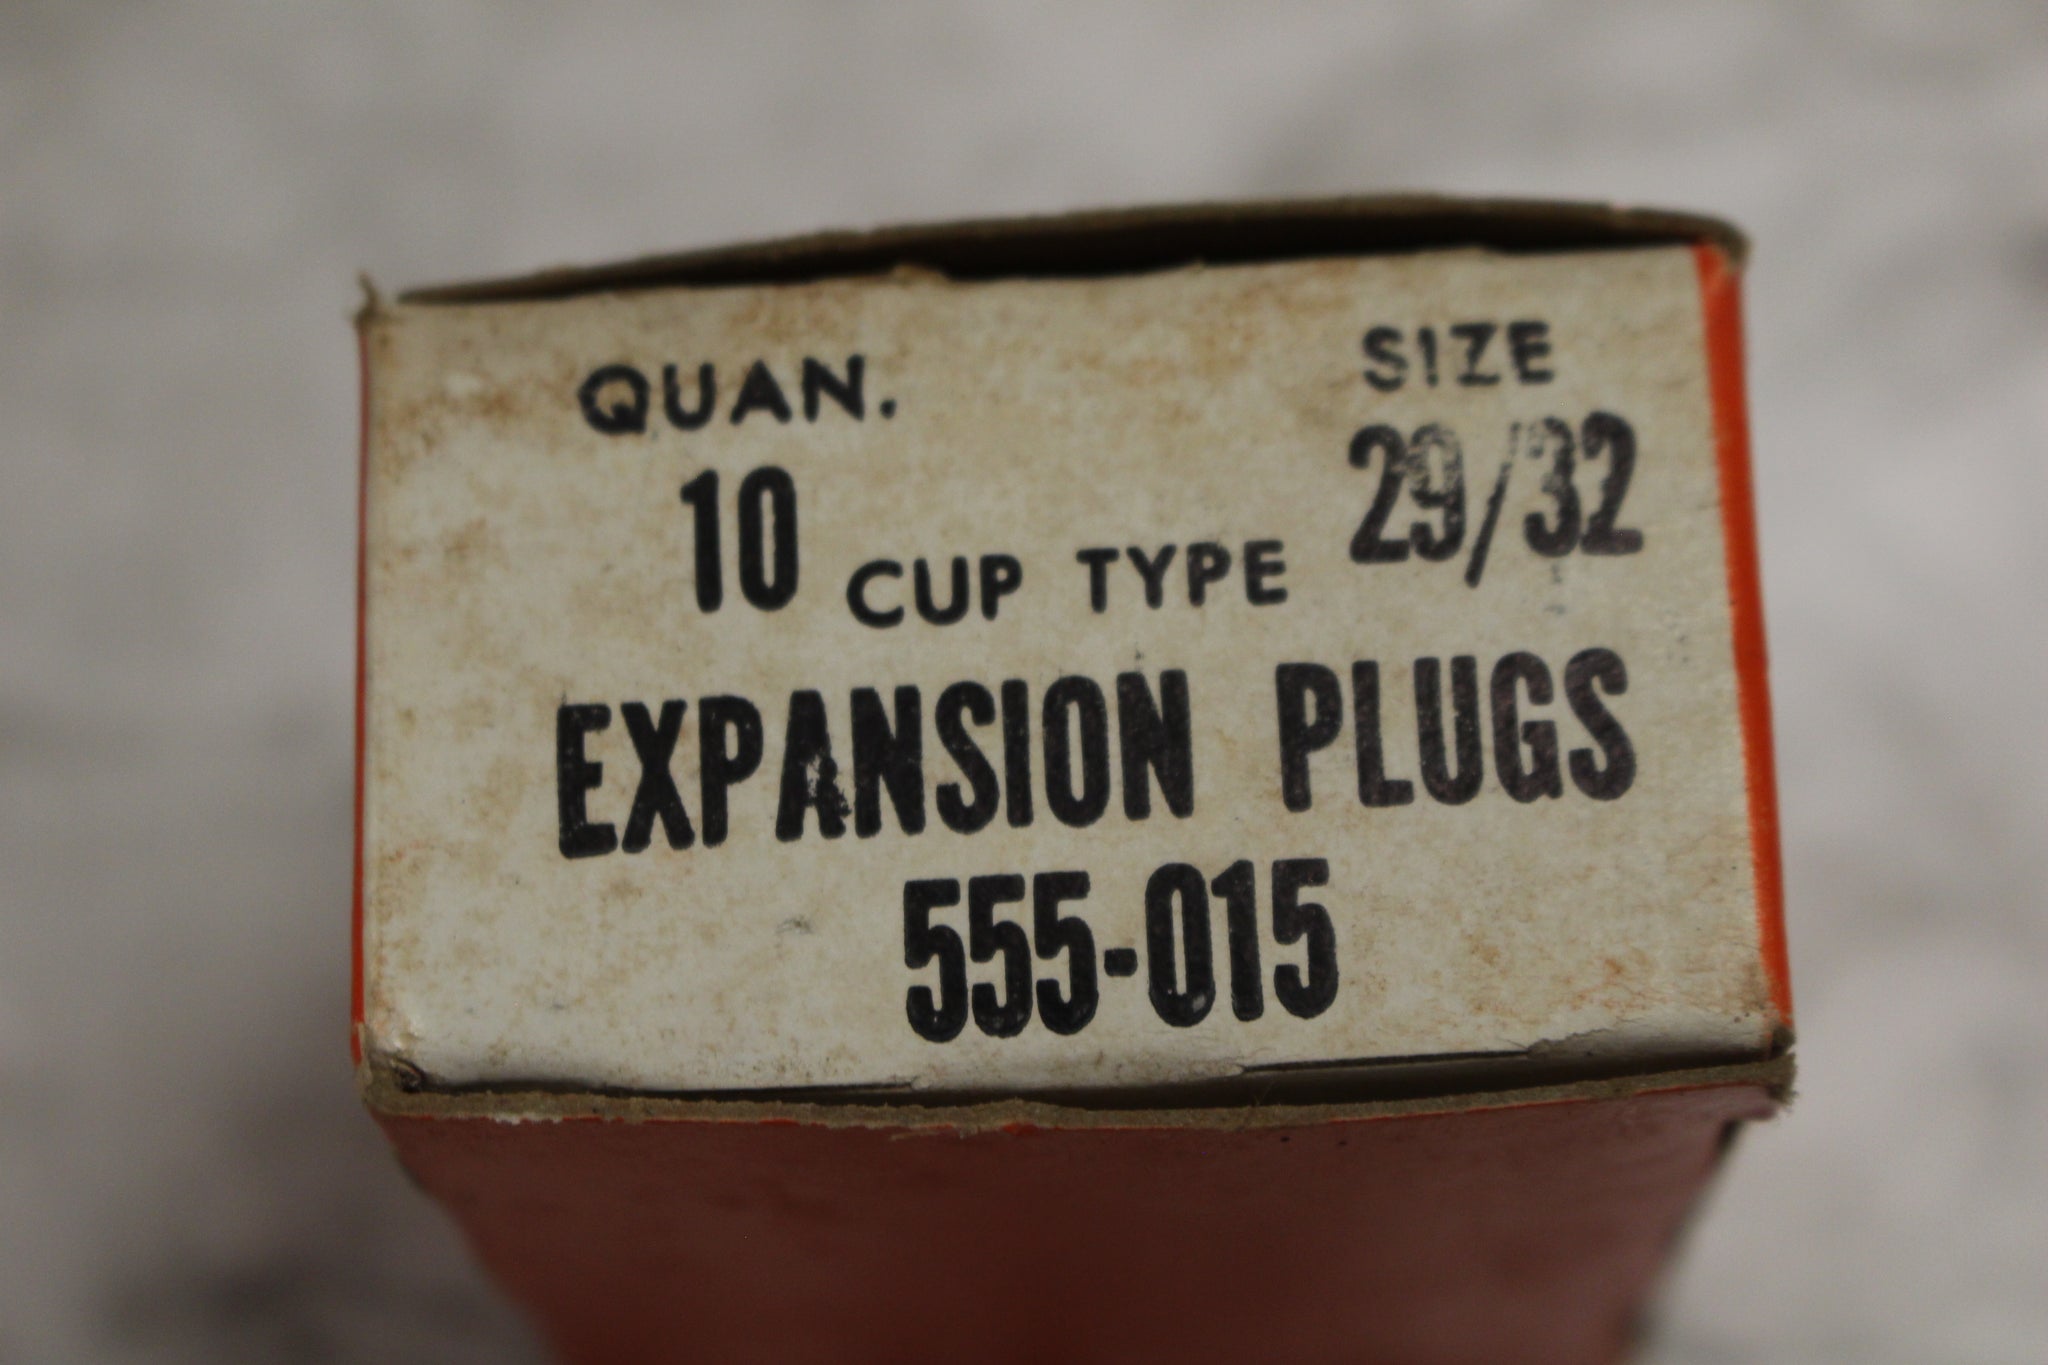 QUAN. SIZE
10 CUP TYPE 29/32
EXPANSION PLUGS
555-015